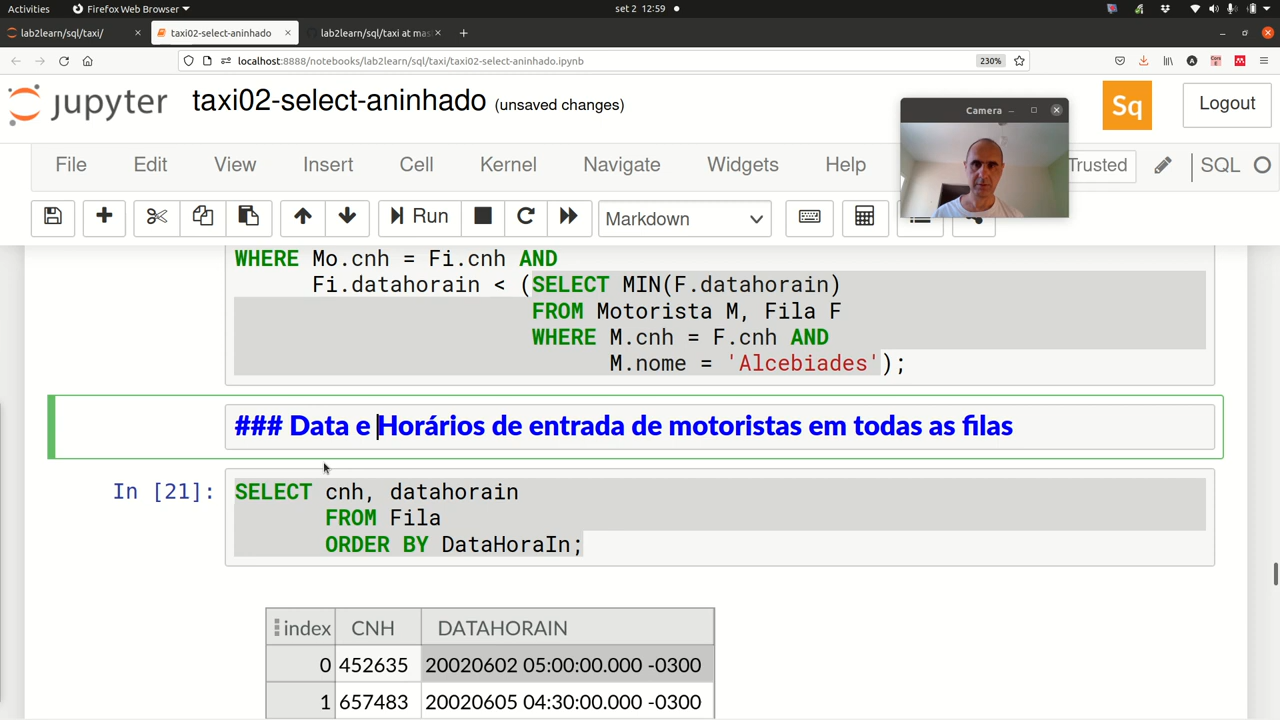 Activities Firefox Web Browser set 2 12:59
lab2learn/sql/taxi/ taxi02-select-aninhado lab2learn/sql/taxi at mas
localhost:8888/notebooks/lab2learn/sql/taxi/taxi02-select-aninhado.ipynb 230%
jupyter taxi02-select-aninhado (unsaved changes) Sq Logout
Camera
File Edit View Insert Cell Kernel Navigate Widgets Help Trusted SQL
Run Markdown
WHERE Mo.cnh = Fi.cnh AND
Fi.datahorain < (SELECT MIN(F.datahorain)
FROM Motorista M, Fila F
WHERE M.cnh = F.cnh AND
M.nome = 'Alcebiades');
### Data e Horários de entrada de motoristas em todas as filas
In [21]: SELECT cnh, datahorain
FROM Fila
ORDER BY DataHoraIn;
index CNH DATAHORAIN
0 452635 20020602 05:00:00.000 -0300
1 657483 20020605 04:30:00.000 -0300